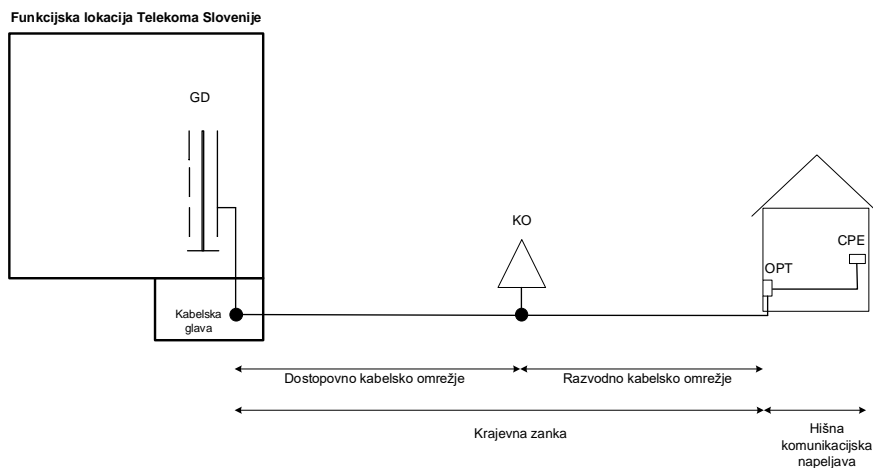 Funkcijska lokacija Telekoma Slovenije
GD
KO
CPE
OPT
Kabelska
glava
Dostopovno kabelsko omrežje
Razvodno kabelsko omrežje
Krajevna zanka
Hišna
komunikacijska
napeljava